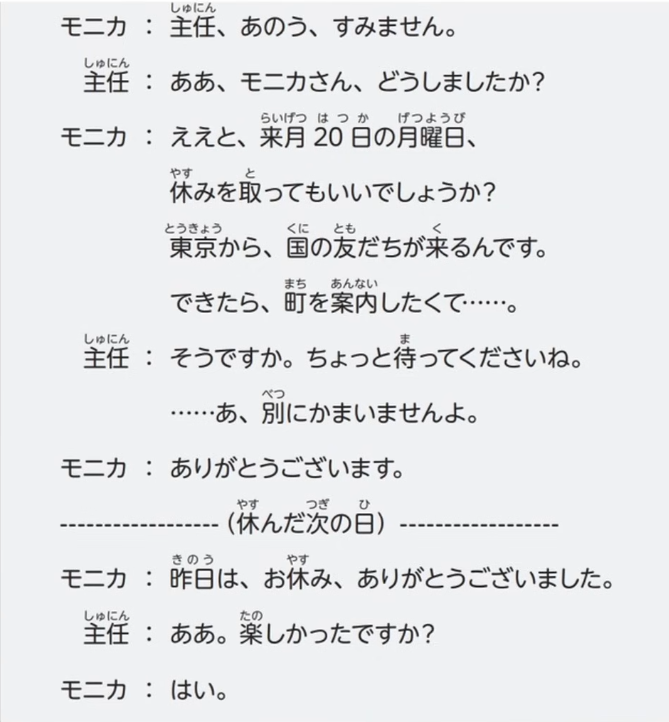 モニカ ： 主任、あのう、すみません。
主任 ： ああ、モニカさん、どうしましたか？
モニカ ： ええと、来月 20 日の月曜日、
休みを取ってもいいでしょうか？
東京から、国の友だちが来るんです。
できたら、町を案内したくて……。
主任 ： そうですか。ちょっと待ってくださいね。
……あ、別にかまいませんよ。
モニカ ： ありがとうございます。
------------------ (休んだ次の日) ------------------
モニカ ： 昨日は、お休み、ありがとうございました。
主任 ： ああ。楽しかったですか？
モニカ ： はい。